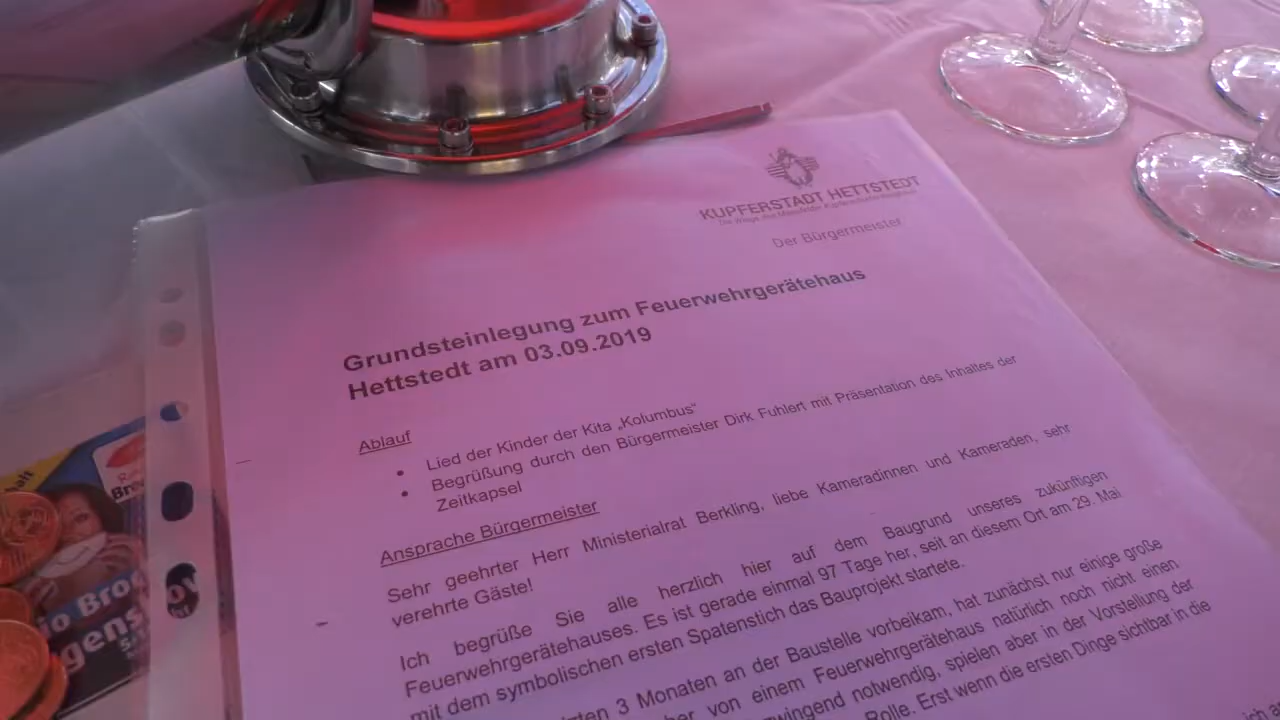 KUPFERSTADT HETTSTEDT
Der Bürgermeister
Grundsteinlegung zum Feuerwehrgerätehaus
Hettstedt am 03.09.2019
Ablauf
• Lied der Kinder der Kita „Kolumbus“
• Begrüßung durch den Bürgermeister Dirk Fuhlert mit Präsentation des Inhaltes der
Zeitkapsel
Ansprache Bürgermeister
Sehr geehrter Herr Ministerialrat Berkling, liebe Kameradinnen und Kameraden, sehr
verehrte Gäste!
Ich begrüße Sie alle herzlich hier auf dem Baugrund unseres zukünftigen
Feuerwehrgerätehauses. Es ist gerade einmal 97 Tage her, seit an diesem Ort am 29. Mai
mit dem symbolischen ersten Spatenstich das Bauprojekt startete.
3 Monaten an der Baustelle vorbeikam, hat zunächst nur einige große
von einem Feuerwehrgerätehaus natürlich noch nicht einen
notwendig, spielen aber in der Vorstellung der
Rolle. Erst wenn die ersten Dinge sichtbar in die